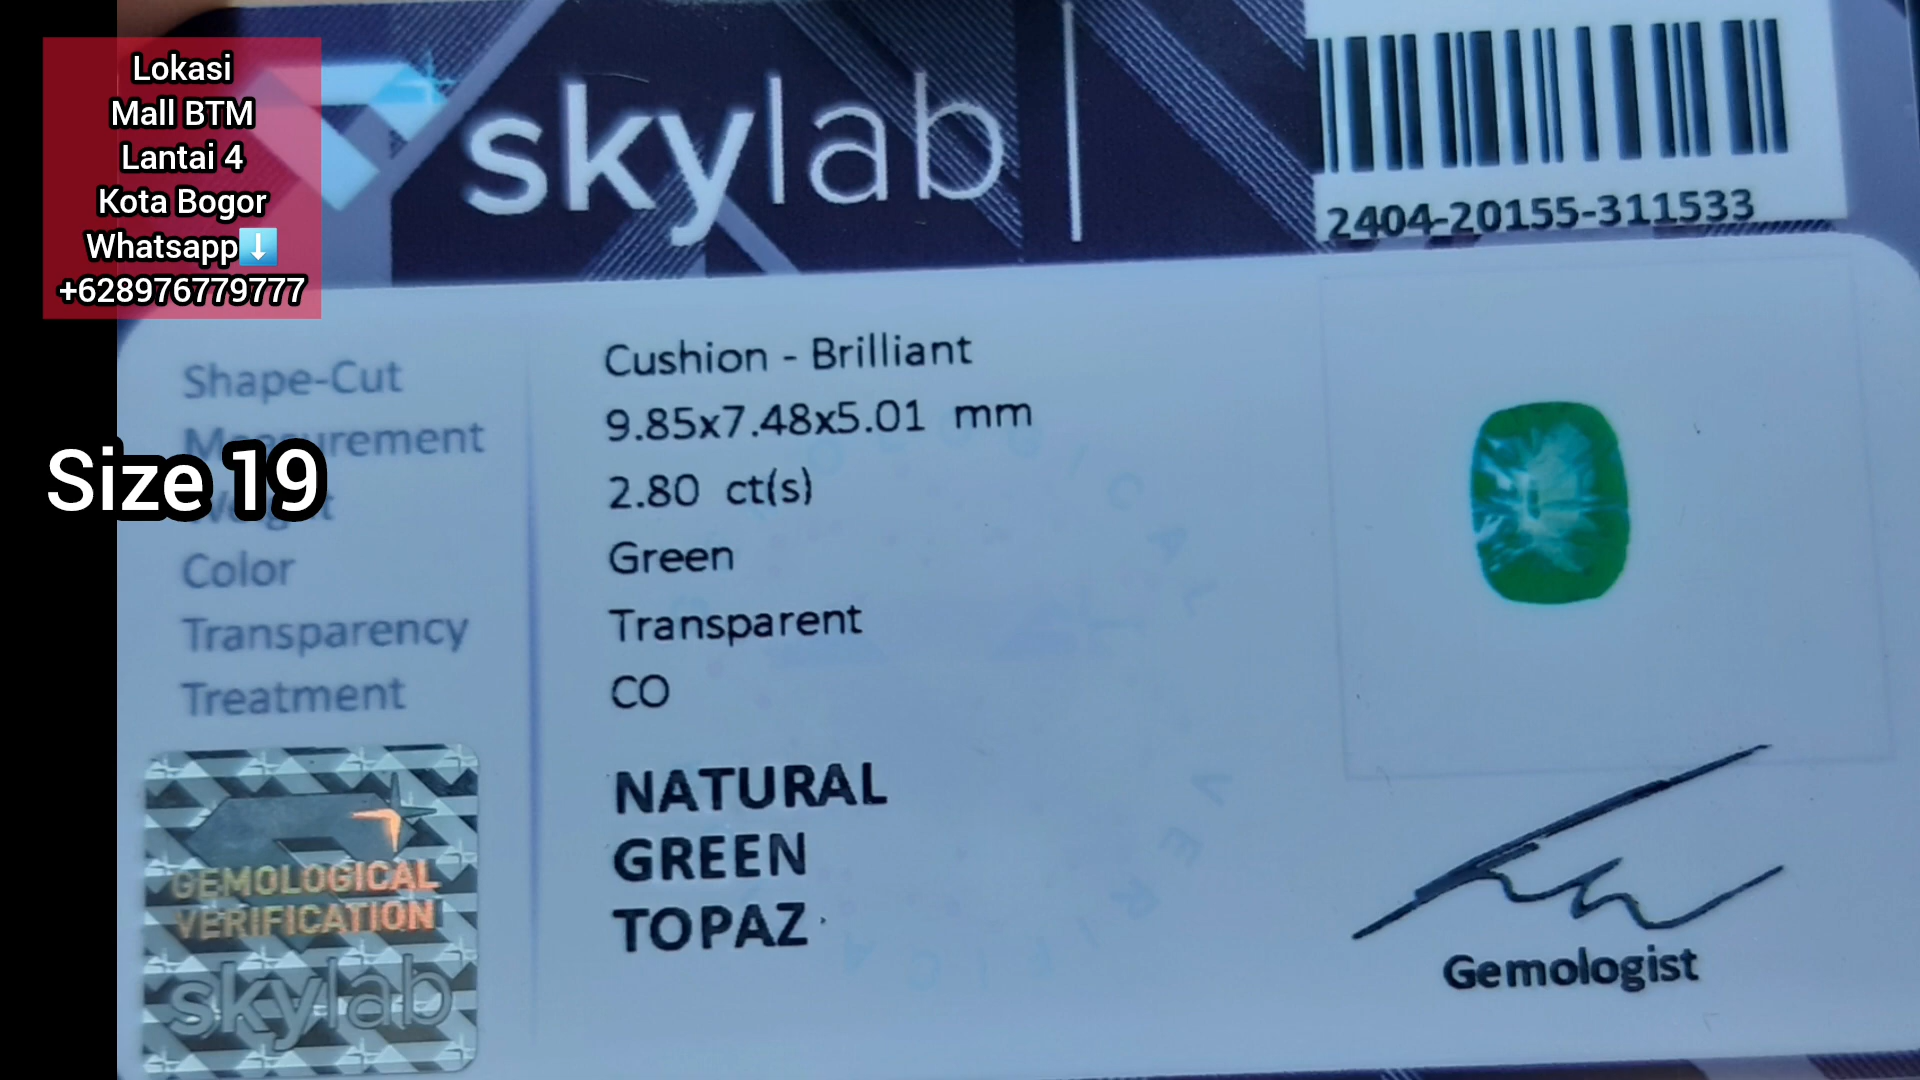 Lokasi
Mall BTM
Lantai 4
Kota Bogor
Whatsapp⬇️
+628976779777
skylab
2404-20155-311533
Size 19
Shape-Cut Cushion - Brilliant
Measurement 9.85x7.48x5.01 mm
Weight 2.80 ct(s)
Color Green
Transparency Transparent
Treatment CO
NATURAL
GREEN
TOPAZ
GEMOLOGICAL
VERIFICATION
skylab
Gemologist